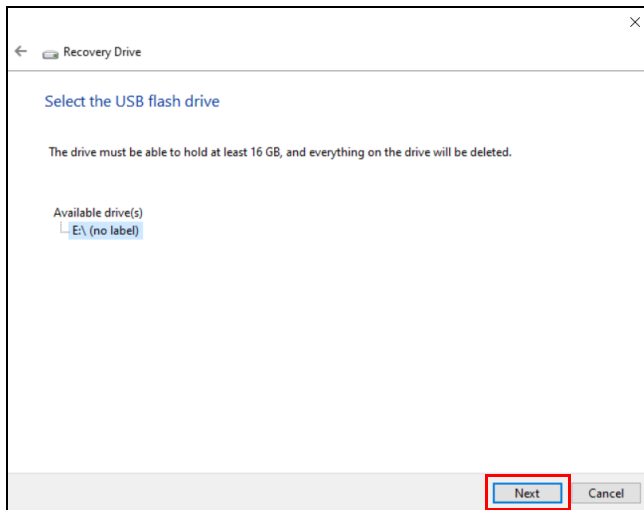 Recovery Drive
Select the USB flash drive
The drive must be able to hold at least 16 GB, and everything on the drive will be deleted.
Available drive(s)
E:\ (no label)
Next Cancel